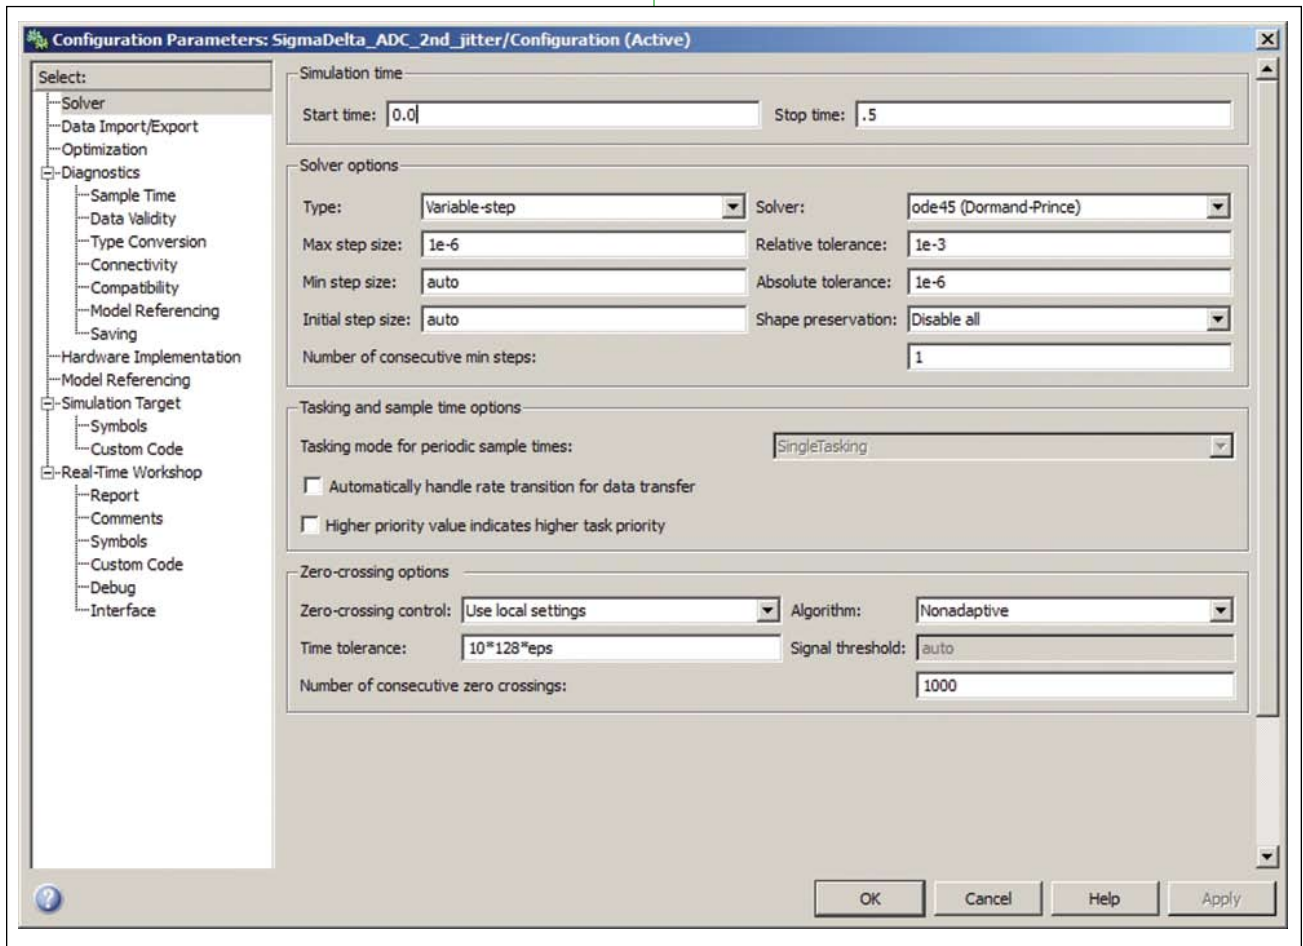 Configuration Parameters: SigmaDelta_ADC_2nd_jitter/Configuration (Active)
Select:
Solver
Data Import/Export
Optimization
Diagnostics
Sample Time
Data Validity
Type Conversion
Connectivity
Compatibility
Model Referencing
Saving
Hardware Implementation
Model Referencing
Simulation Target
Symbols
Custom Code
Real-Time Workshop
Report
Comments
Symbols
Custom Code
Debug
Interface
Simulation time
Start time: 0.0 Stop time: .5
Solver options
Type: Variable-step Solver: ode45 (Dormand-Prince)
Max step size: 1e-6 Relative tolerance: 1e-3
Min step size: auto Absolute tolerance: 1e-6
Initial step size: auto Shape preservation: Disable all
Number of consecutive min steps: 1
Tasking and sample time options
Tasking mode for periodic sample times: SingleTasking
Automatically handle rate transition for data transfer
Higher priority value indicates higher task priority
Zero-crossing options
Zero-crossing control: Use local settings Algorithm: Nonadaptive
Time tolerance: 10*128*eps Signal threshold: auto
Number of consecutive zero crossings: 1000
OK Cancel Help Apply